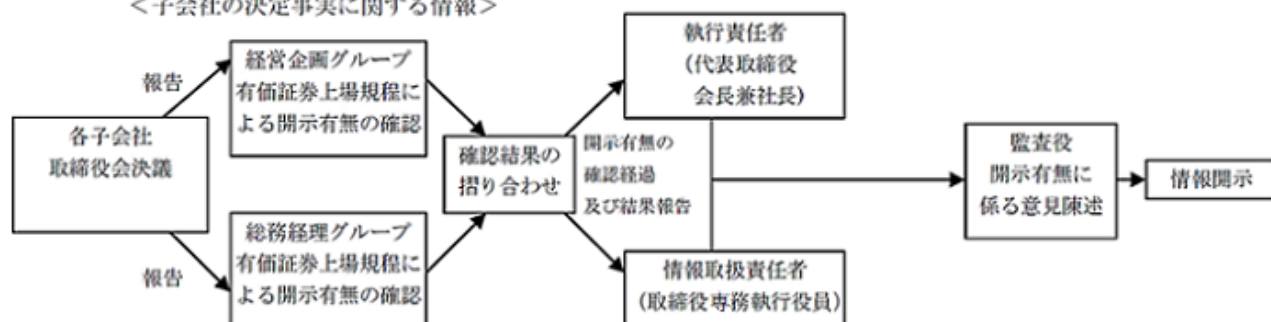 <子会社の決定事実に関する情報>
報告
各子会社
取締役会決議
報告
経営企画グループ
有価証券上場規程に
よる開示有無の確認
総務経理グループ
有価証券上場規程に
よる開示有無の確認
確認結果の
摺り合わせ
執行責任者
(代表取締役
会長兼社長)
開示有無の
確認経過
及び結果報告
情報取扱責任者
(取締役専務執行役員)
監査役
開示有無に
係る意見陳述
情報開示